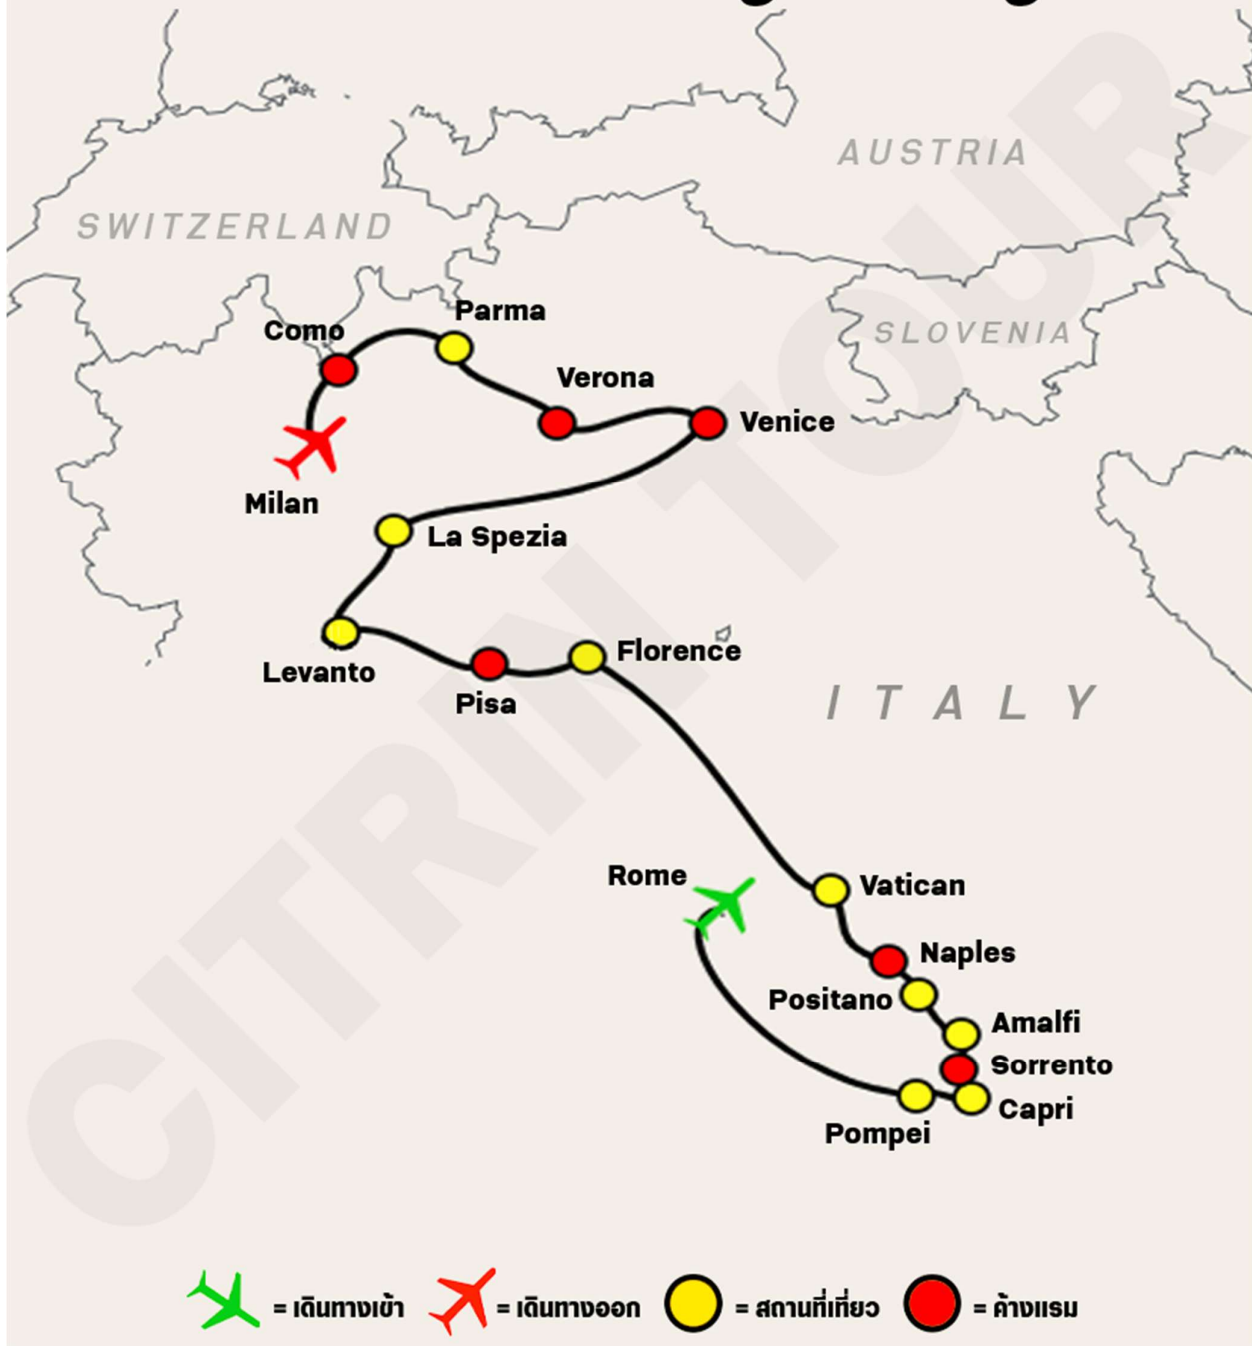 AUSTRIA
SWITZERLAND
Parma
Como
SLOVENIA
Verona
Venice
Milan
La Spezia
Florence
Levanto
Pisa
ITALY
Rome
Vatican
Naples
Positano
Amalfi
Sorrento
Capri
Pompei
CITRIN TOUR
= เดินทางเข้า = เดินทางออก = สถานที่เที่ยว = ค้างแรม